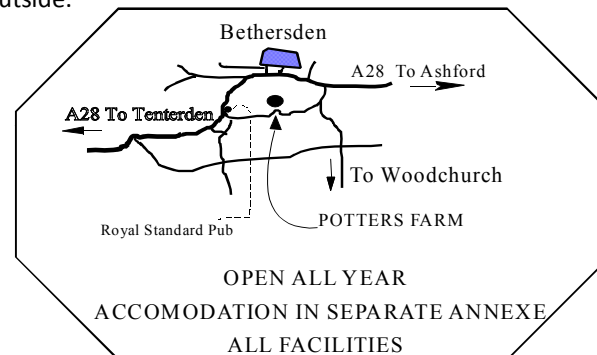 outside.
Bethersden
A28 To Ashford
A28 To Tenterden
To Woodchurch
Royal Standard Pub
POTTERS FARM
OPEN ALL YEAR
ACCOMODATION IN SEPARATE ANNEXE
ALL FACILITIES